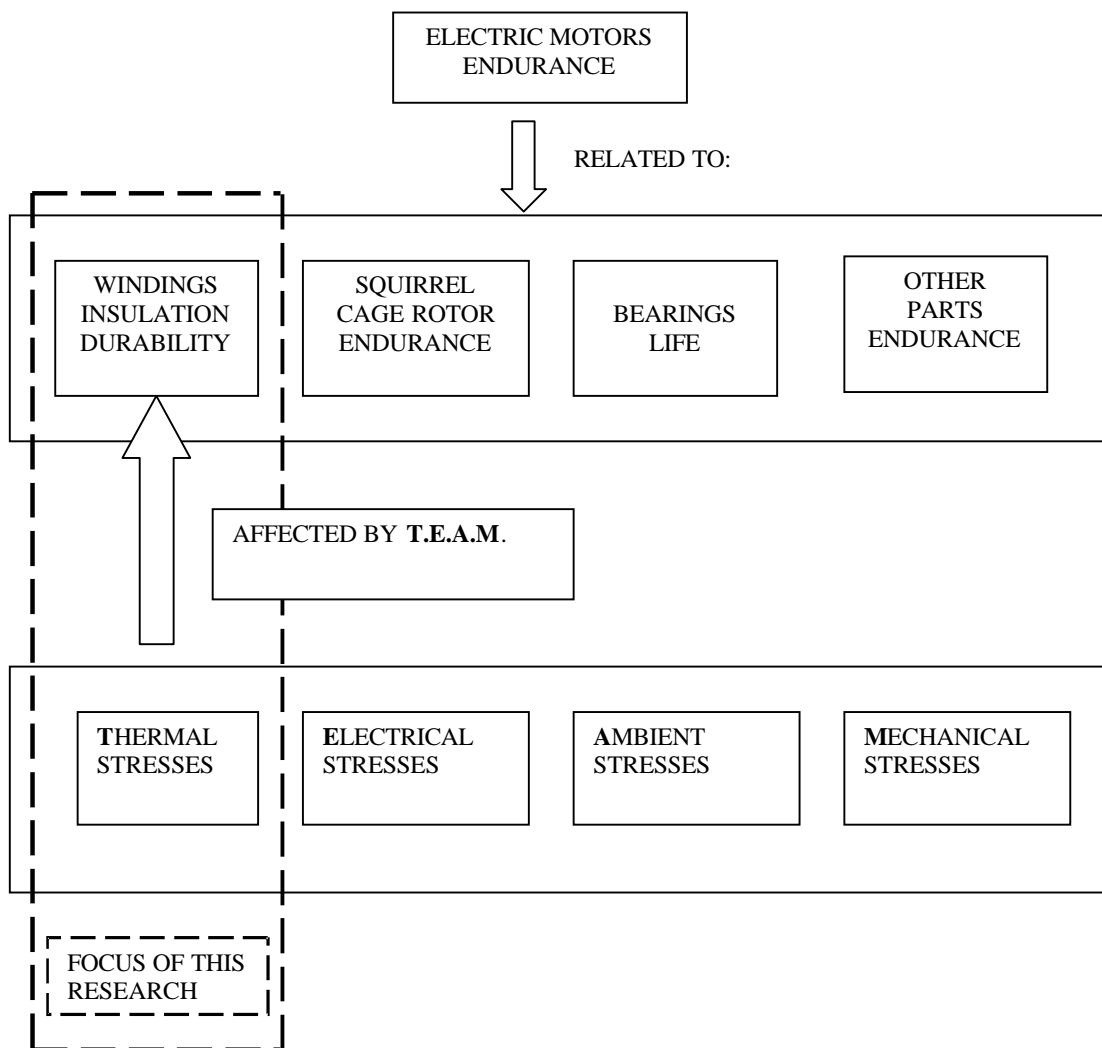 ELECTRIC MOTORS
ENDURANCE
RELATED TO:
WINDINGS
INSULATION
DURABILITY
SQUIRREL
CAGE ROTOR
ENDURANCE
BEARINGS
LIFE
OTHER
PARTS
ENDURANCE
AFFECTED BY T.E.A.M.
THERMAL
STRESSES
ELECTRICAL
STRESSES
AMBIENT
STRESSES
MECHANICAL
STRESSES
FOCUS OF THIS
RESEARCH